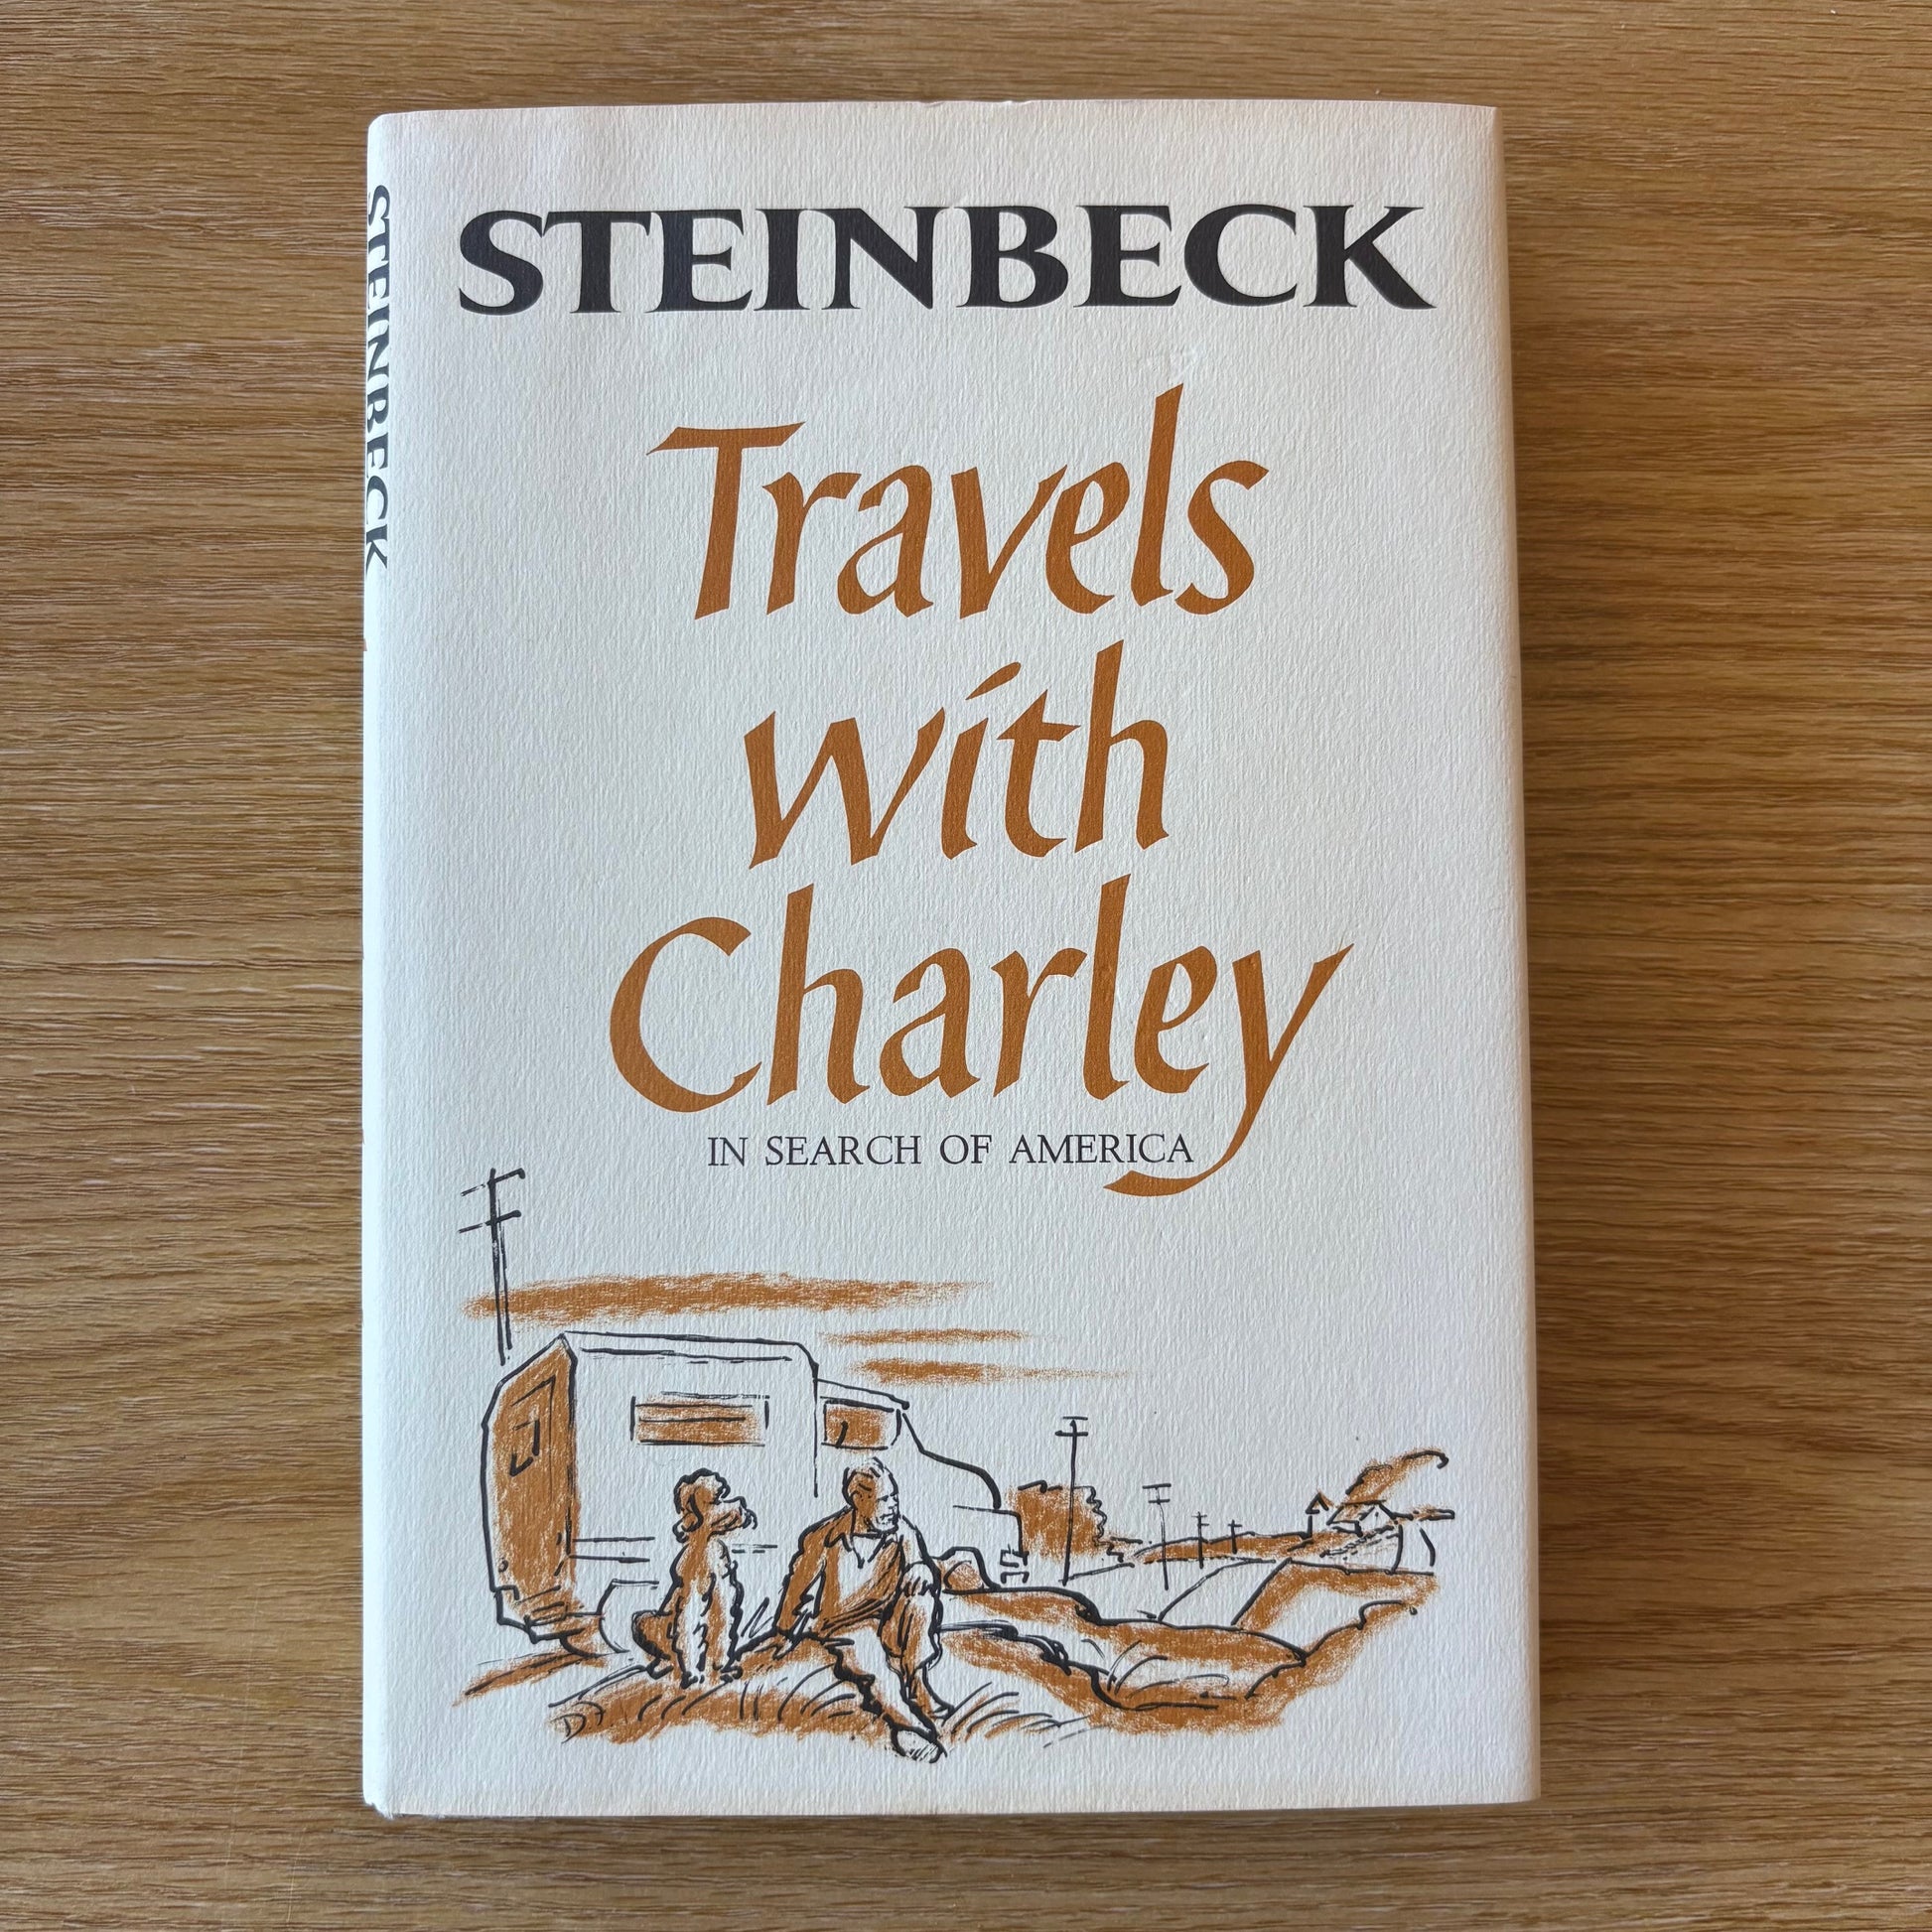 STEINBECK
STEINBECK
Travels
with
Charley
IN SEARCH OF AMERICA